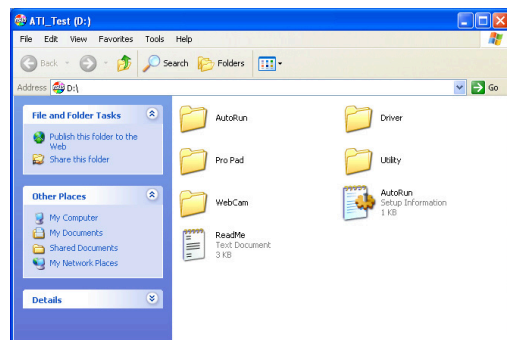 ATI_Test (D:)
File Edit View Favorites Tools Help
Back Search Folders
Address D:\ Go
File and Folder Tasks
Publish this folder to the
Web
Share this folder
Other Places
My Computer
My Documents
Shared Documents
My Network Places
Details
AutoRun
Driver
Pro Pad
Utility
WebCam
AutoRun
Setup Information
1 KB
ReadMe
Text Document
3 KB